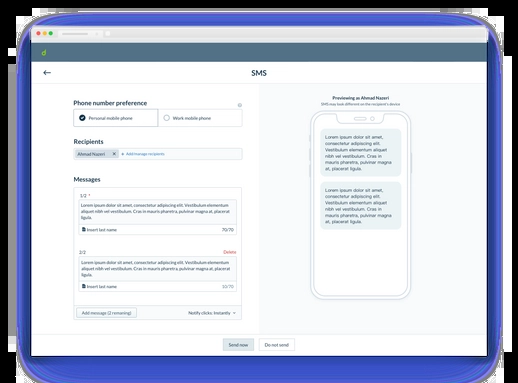 d
SMS
Phone number preference
Personal mobile phone
Work mobile phone
Recipients
Ahmad Nazeri × + Add/manage recipients
Messages
1/2 *
Lorem ipsum dolor sit amet, consectetur adipiscing elit. Vestibulum elementum
aliquet nibh vel vestibulum. Cras in mauris pharetra, pulvinar magna at, placerat
ligula.
Insert last name 70/70
2/2 Delete
Lorem ipsum dolor sit amet, consectetur adipiscing elit. Vestibulum elementum
aliquet nibh vel vestibulum. Cras in mauris pharetra, pulvinar magna at, placerat
ligula.
Insert last name 10/70
Add message (2 remaining) Notify clicks: Instantly
Previewing as Ahmad Nazeri
SMS may look different on the recipient's device
Lorem ipsum dolor sit amet,
consectetur adipiscing elit.
Vestibulum elementum aliquet
nibh vel vestibulum. Cras in
mauris pharetra, pulvinar magna
at, placerat ligula.
Lorem ipsum dolor sit amet,
consectetur adipiscing elit.
Vestibulum elementum aliquet
nibh vel vestibulum. Cras in
mauris pharetra, pulvinar magna
at, placerat ligula.
Send now
Do not send